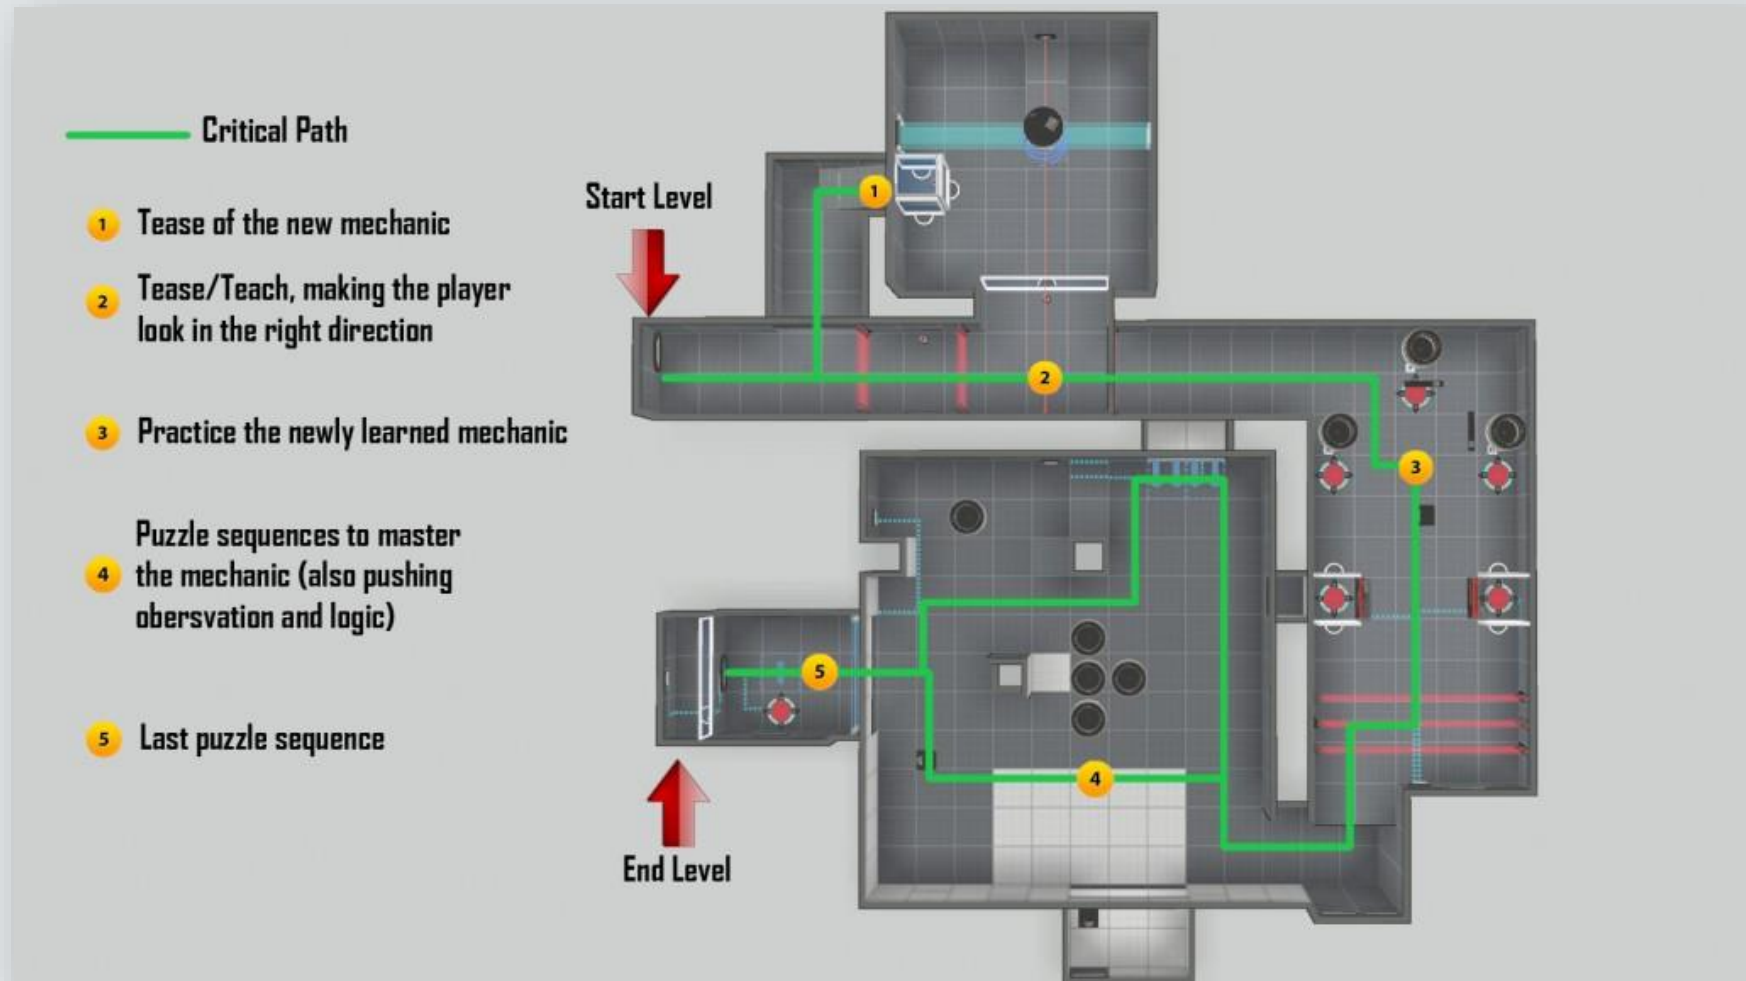 Critical Path
1 Tease of the new mechanic
2 Tease/Teach, making the player
look in the right direction
3 Practice the newly learned mechanic
4 Puzzle sequences to master
the mechanic (also pushing
obersvation and logic)
5 Last puzzle sequence
Start Level
1
2
3
4
5
End Level